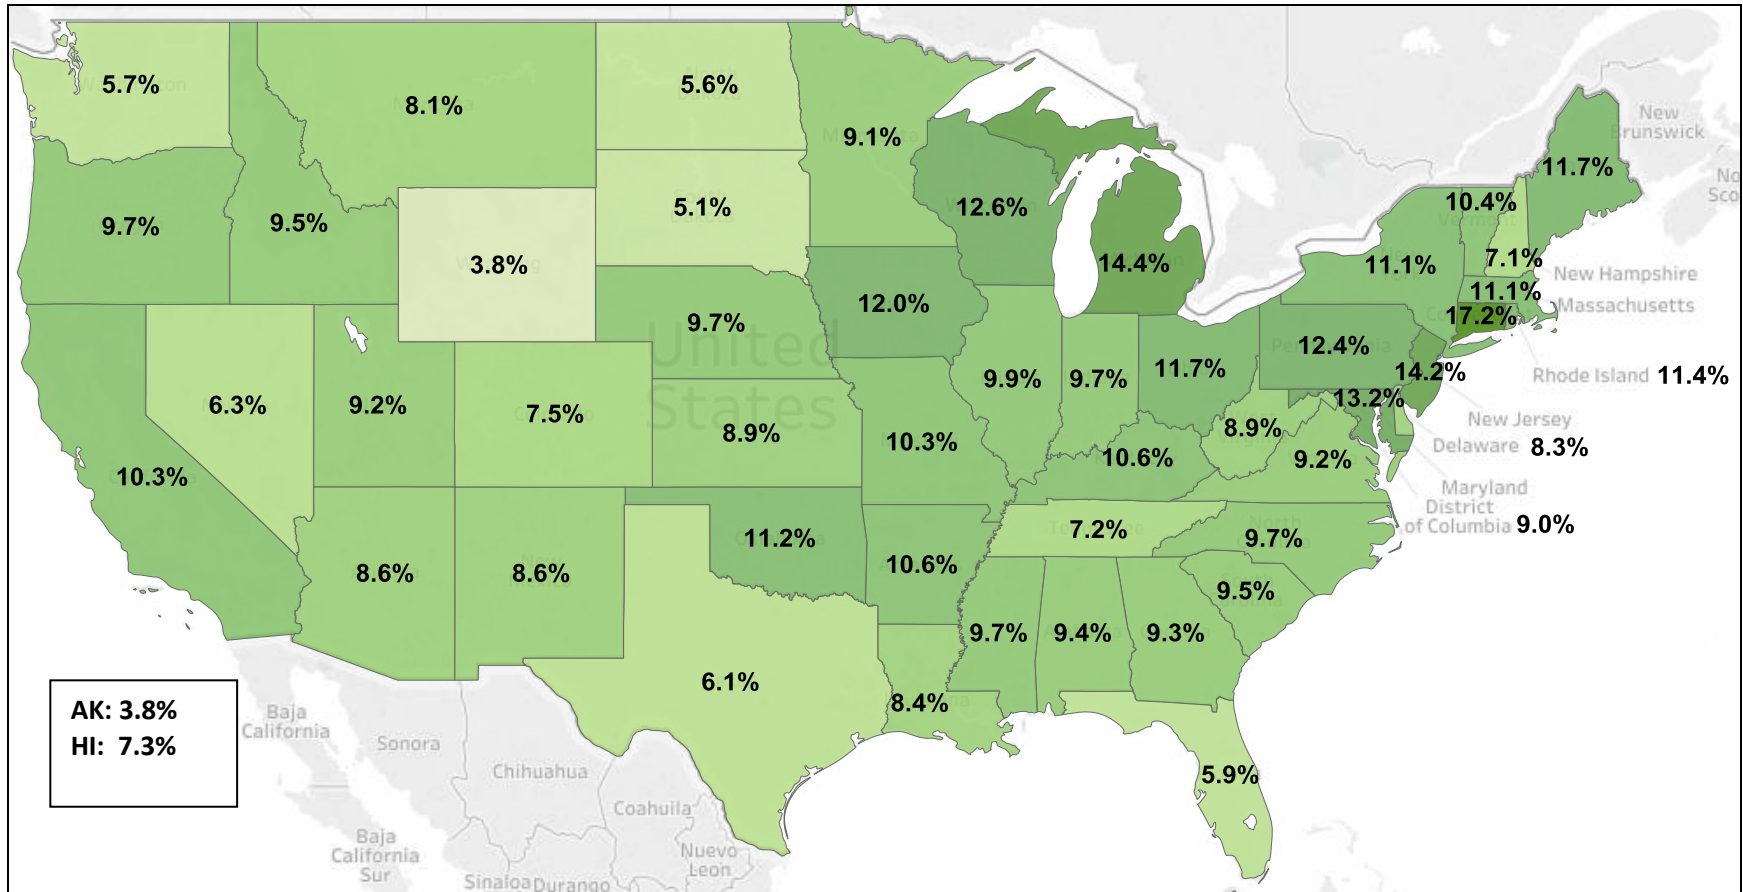 5.7%
8.1%
5.6%
9.1%
New
Brunswick
11.7%
No
Sco
9.7%
9.5%
3.8%
5.1%
12.6%
14.4%
10.4%
Vermont
7.1%
New Hampshire
11.1%
11.1%
Massachusetts
17.2%
12.0%
9.7%
United
States
12.4%
14.2%
Rhode Island 11.4%
11.7%
9.9%
9.7%
6.3%
9.2%
7.5%
8.9%
13.2%
New Jersey
Delaware 8.3%
10.3%
10.3%
8.9%
9.2%
10.6%
Maryland
District
of Columbia 9.0%
11.2%
7.2%
9.7%
8.6%
8.6%
10.6%
9.5%
9.7%
9.4%
9.3%
6.1%
8.4%
5.9%
AK: 3.8%
HI: 7.3%
Baja
California
Sonora
Chihuahua
Coahuila
Baja
California
Sur
Nuevo
Leon
Sinaloa
Durango